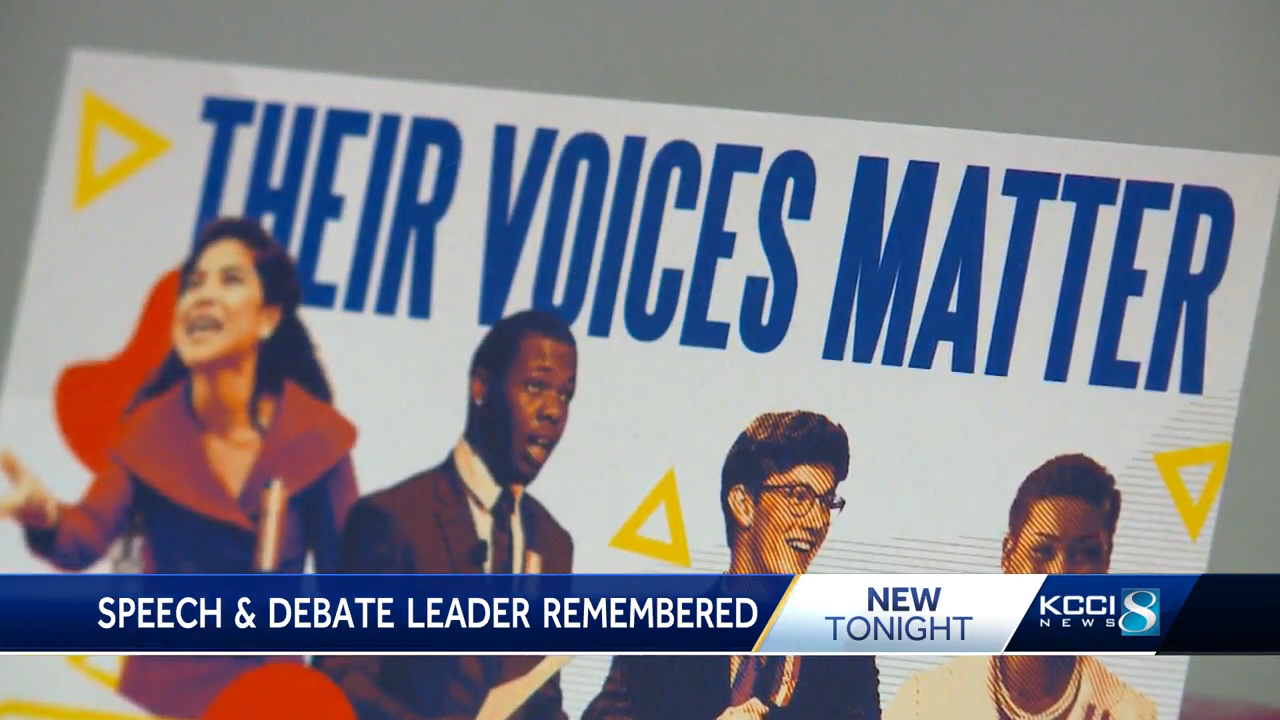 THEIR VOICES MATTER
SPEECH & DEBATE LEADER REMEMBERED
NEW
TONIGHT
KCCI 8
NEWS